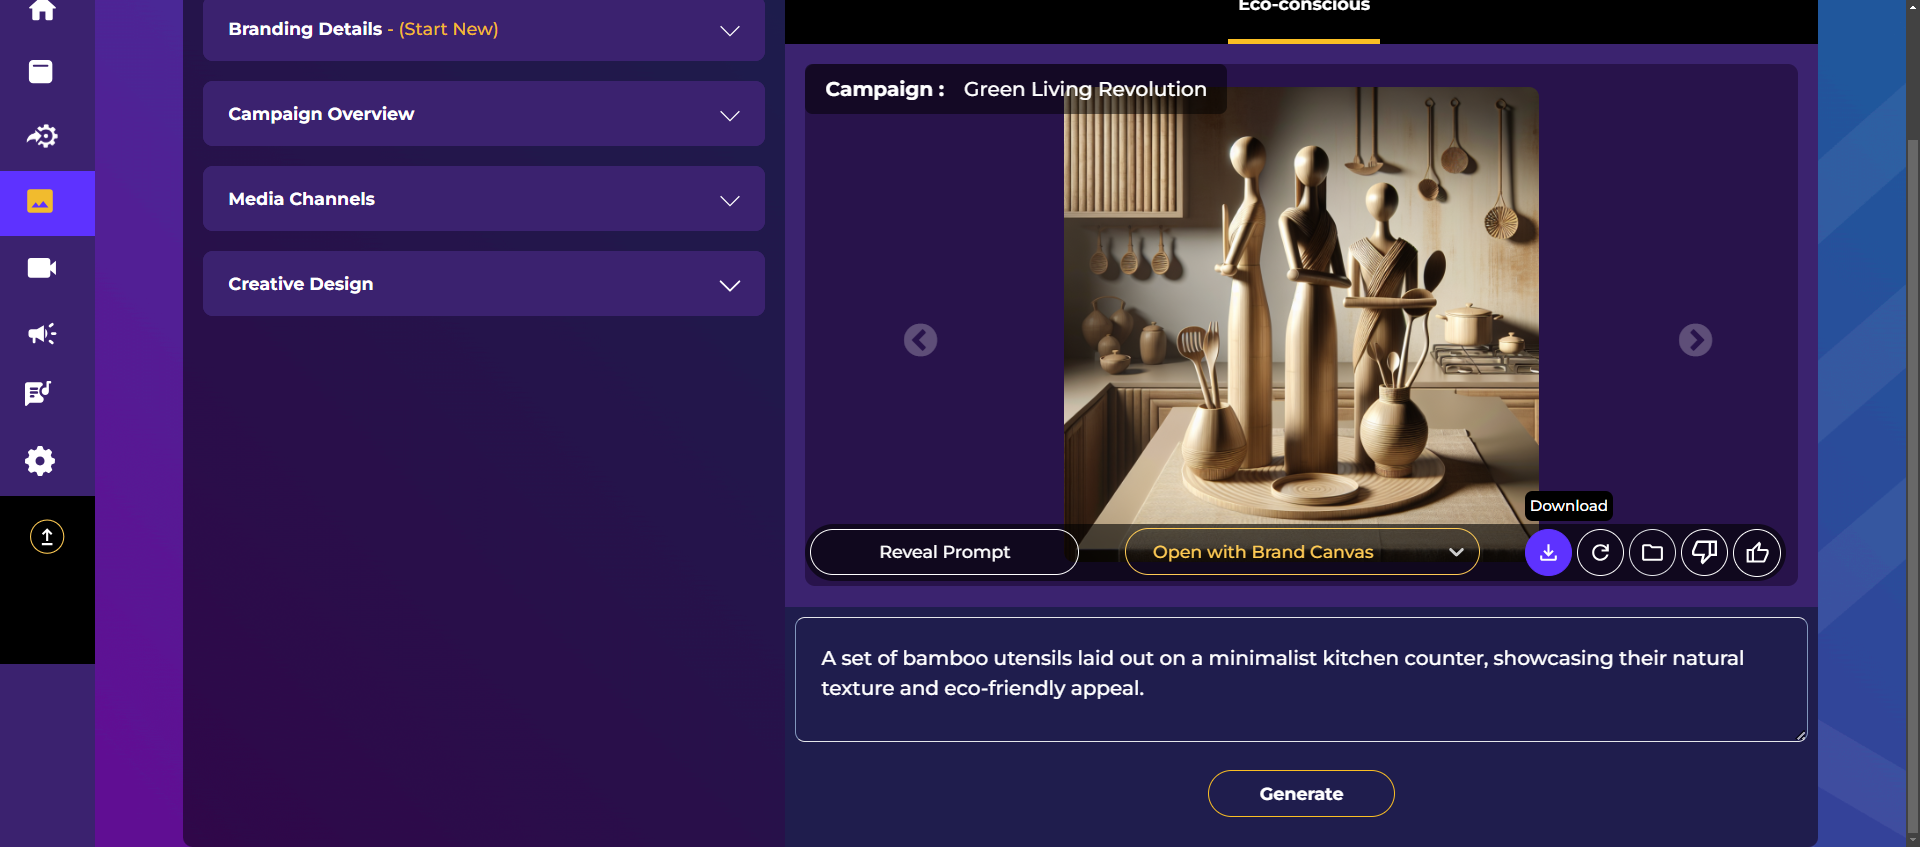 Branding Details - (Start New)
Campaign Overview
Media Channels
Creative Design
Eco-conscious
Campaign : Green Living Revolution
Download
Reveal Prompt
Open with Brand Canvas
A set of bamboo utensils laid out on a minimalist kitchen counter, showcasing their natural
texture and eco-friendly appeal.
Generate